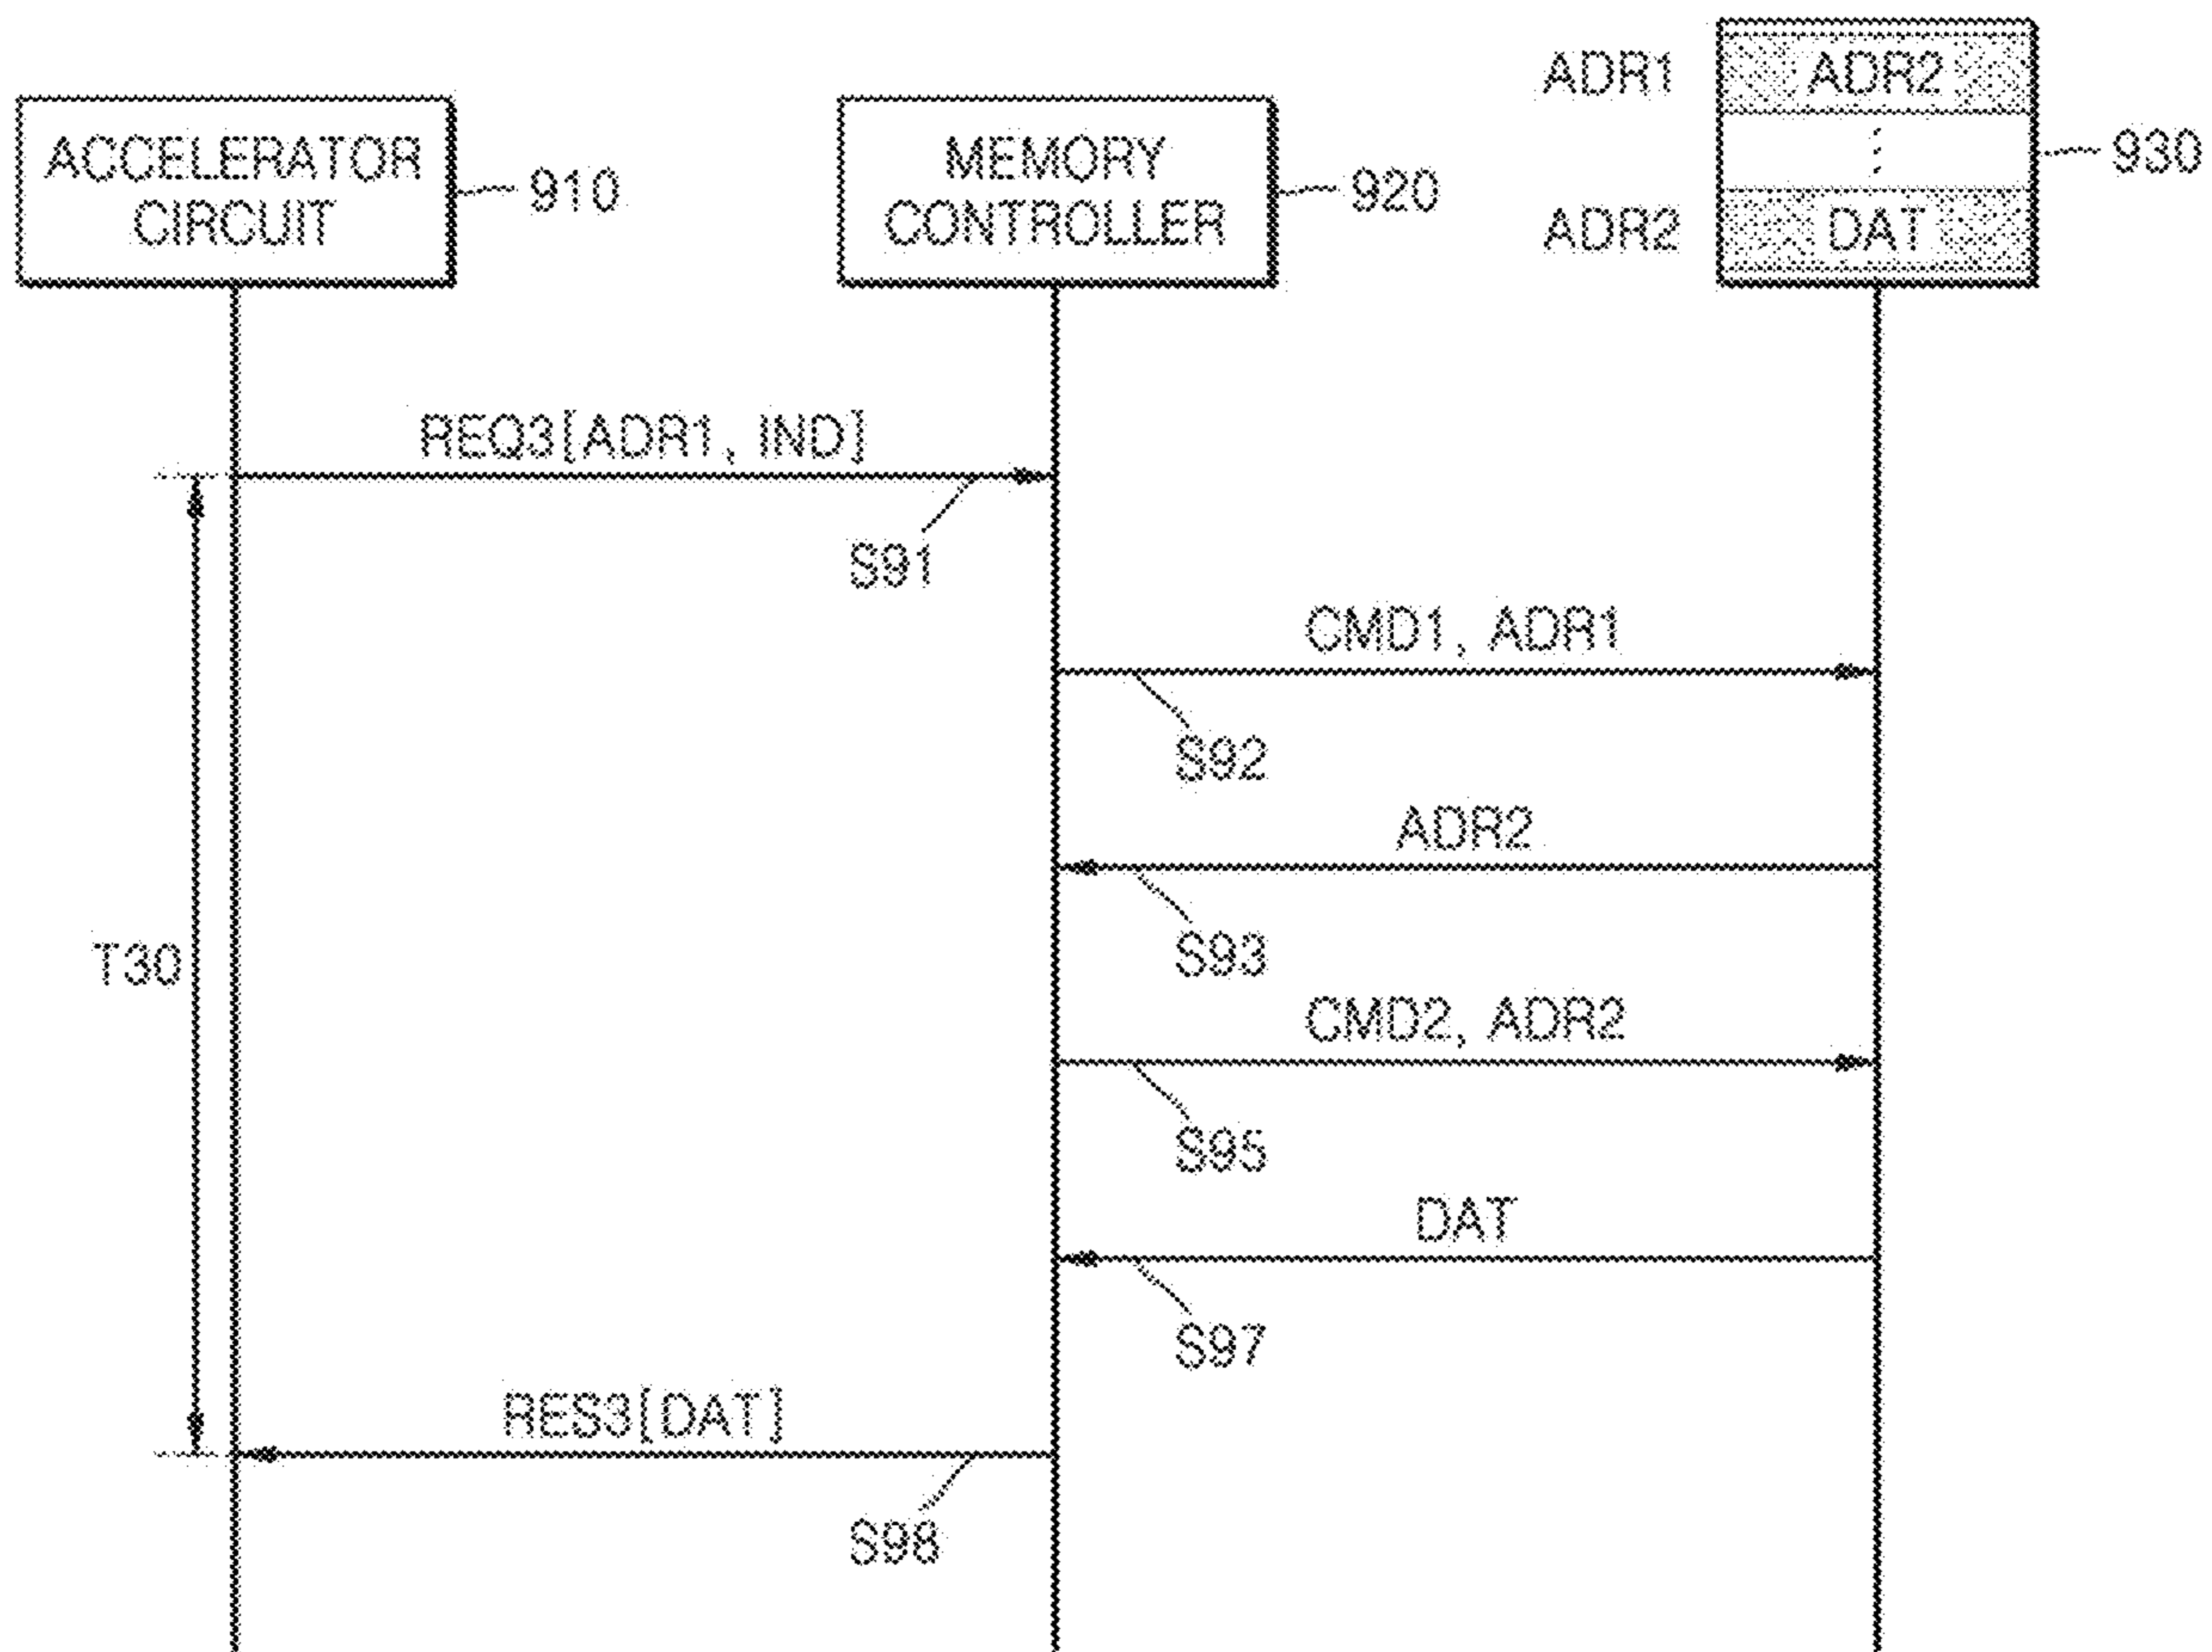 ACCELERATOR
CIRCUIT
910
MEMORY
CONTROLLER
920
ADR1
ADR2
930
ADR2
DAT
REQ3[ADR1, IND]
S91
CMD1, ADR1
S92
ADR2
S93
T30
CMD2, ADR2
S95
DAT
S97
RES3[DAT]
S98